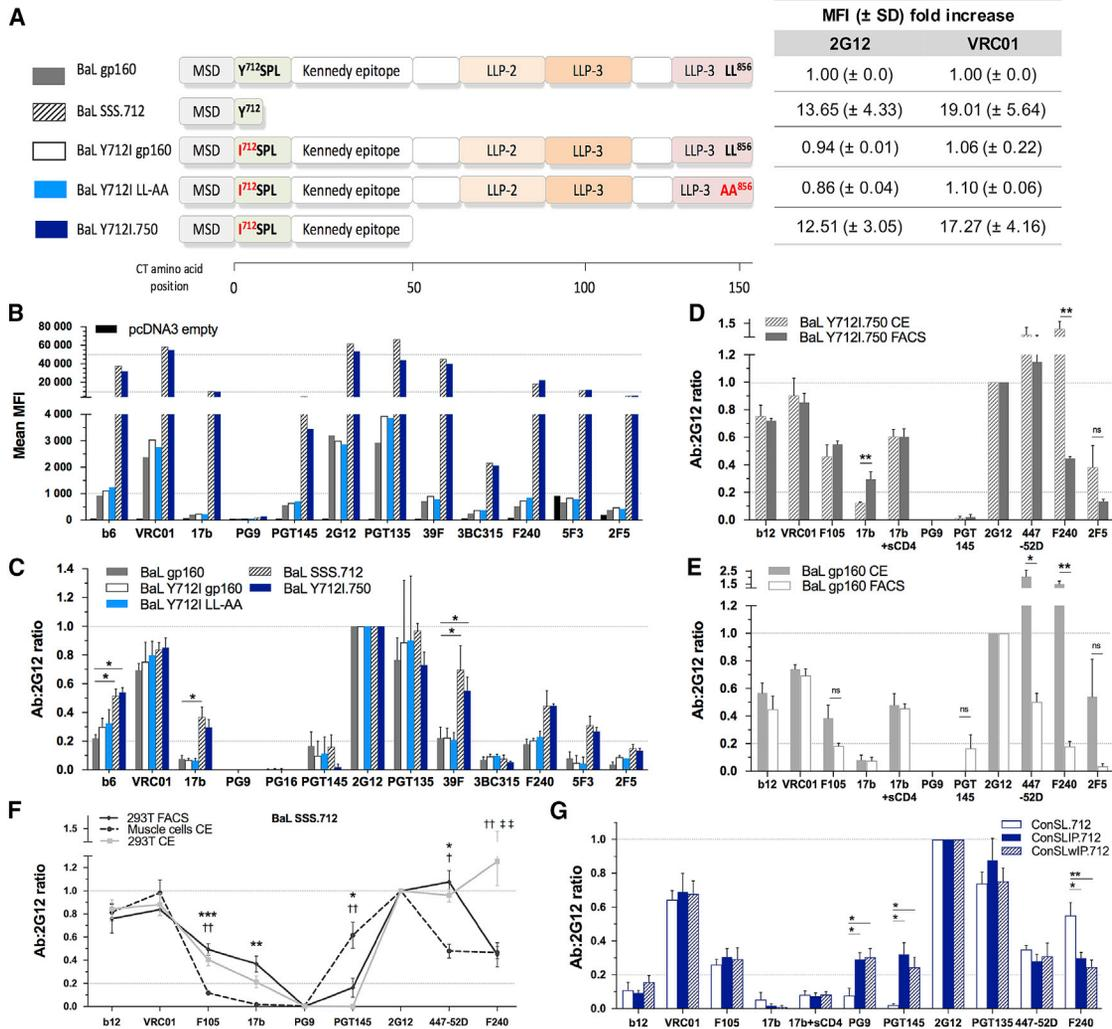 A
MFI (± SD) fold increase
2G12 VRC01
BaL gp160 MSD Y⁷¹²SPL Kennedy epitope LLP-2 LLP-3 LLP-3 LL⁸⁵⁶ 1.00 (± 0.0) 1.00 (± 0.0)
BaL SSS.712 MSD Y⁷¹² 13.65 (± 4.33) 19.01 (± 5.64)
BaL Y712I gp160 MSD I⁷¹²SPL Kennedy epitope LLP-2 LLP-3 LLP-3 LL⁸⁵⁶ 0.94 (± 0.01) 1.06 (± 0.22)
BaL Y712I LL-AA MSD I⁷¹²SPL Kennedy epitope LLP-2 LLP-3 LLP-3 AA⁸⁵⁶ 0.86 (± 0.04) 1.10 (± 0.06)
BaL Y712I.750 MSD I⁷¹²SPL Kennedy epitope 12.51 (± 3.05) 17.27 (± 4.16)
CT amino acid
position 0 50 100 150
B
pcDNA3 empty
Mean MFI
80 000
60 000
40 000
20 000
4 000
3 000
2 000
1 000
0
b6 VRC01 17b PG9 PGT145 2G12 PGT135 39F 3BC315 F240 5F3 2F5
C
BaL gp160 BaL SSS.712
BaL Y712I gp160 BaL Y712I.750
BaL Y712I LL-AA
Ab:2G12 ratio
1.4
1.2
1.0
0.8
0.6
0.4
0.2
0.0
* * * * *
b6 VRC01 17b PG9 PG16 PGT145 2G12 PGT135 39F 3BC315 F240 5F3 2F5
D
BaL Y712I.750 CE
BaL Y712I.750 FACS
Ab:2G12 ratio
1.5
1.2
1.0
0.8
0.6
0.4
0.2
0.0
** ** ns
b12 VRC01 F105 17b 17b PG9 PGT 2G12 447 F240 2F5
+sCD4 145 -52D
E
BaL gp160 CE
BaL gp160 FACS
Ab:2G12 ratio
2.5
1.5
1.2
1.0
0.8
0.6
0.4
0.2
0.0
ns ns * ** ns
b12 VRC01 F105 17b 17b PG9 PGT 2G12 447 F240 2F5
+sCD4 145 -52D
F
293T FACS BaL SSS.712
Muscle cells CE
293T CE
Ab:2G12 ratio
1.5
1.2
1.0
0.8
0.6
0.4
0.2
0.0
***
††
**
*
††
*
†
†† ‡‡
b12 VRC01 F105 17b PG9 PGT145 2G12 447-52D F240
G
ConSL.712
ConSLIP.712
ConSLwIP.712
Ab:2G12 ratio
1.0
0.8
0.6
0.4
0.2
0.0
* * * * ** *
b12 VRC01 F105 17b 17b+sCD4 PG9 PGT145 2G12 PGT135 447-52D F240